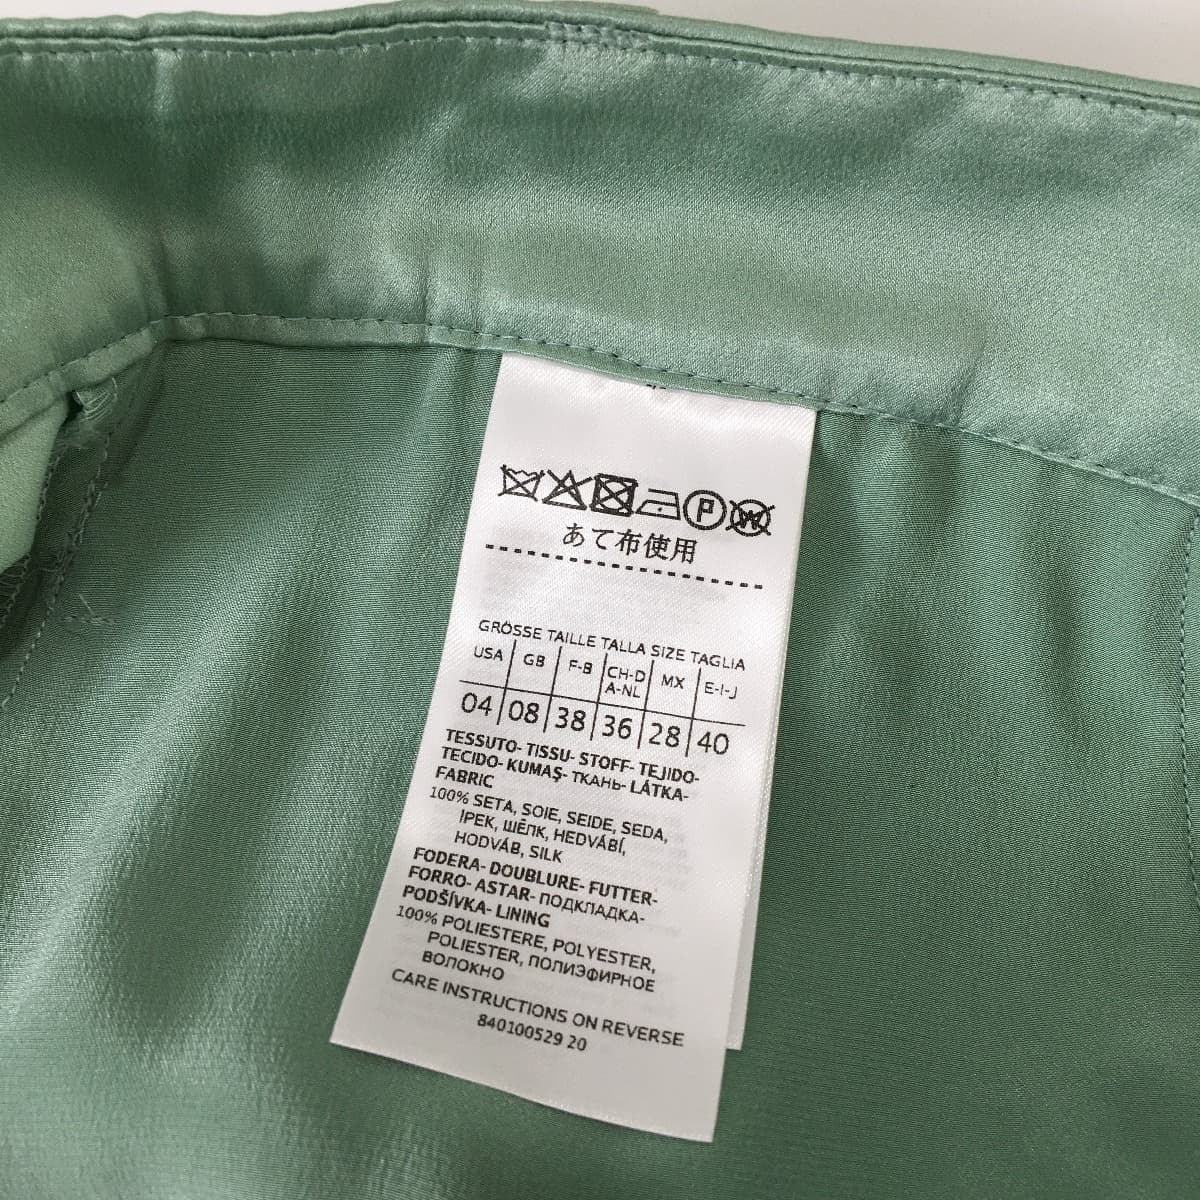 P W
あて布使用
GRÖSSE TAILLE TALLA SIZE TAGLIA
USA GB F-B CH-D A-NL MX E-I-J
04 08 38 36 28 40
TESSUTO- TISSU- STOFF- TEJIDO-
TECIDO- KUMAŞ- ТКАНЬ- LÁTKA-
FABRIC
100% SETA, SOIE, SEIDE, SEDA,
İPEK, ШЁЛК, HEDVÁBÍ,
HODVÁB, SILK
FODERA- DOUBLURE- FUTTER-
FORRO- ASTAR- ПОДКЛАДКА-
PODŠÍVKA- LINING
100% POLIESTERE, POLYESTER,
POLIESTER, ПОЛИЭФИРНОЕ
ВОЛОКНО
CARE INSTRUCTIONS ON REVERSE
840100529 20